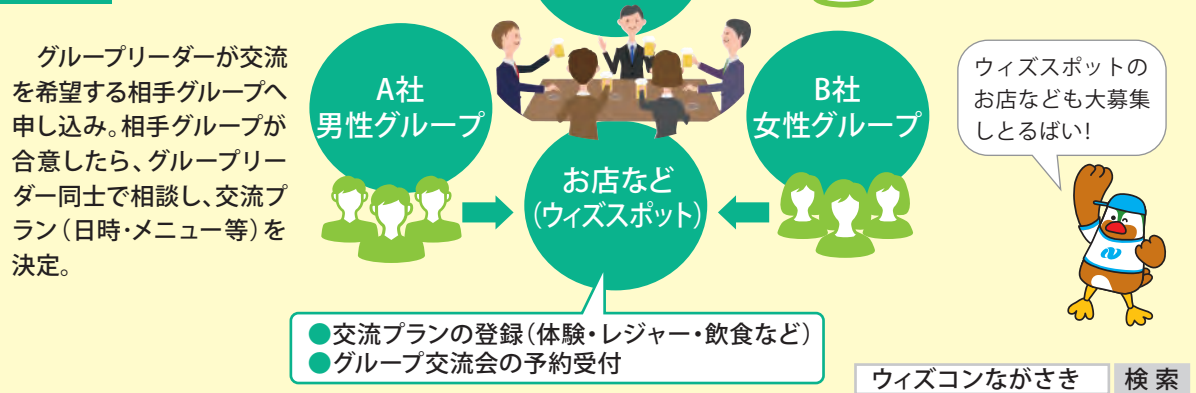 グループリーダーが交流
を希望する相手グループへ
申し込み。相手グループが
合意したら、グループリー
ダー同士で相談し、交流プ
ラン（日時・メニュー等）を
決定。
A社
男性グループ
B社
女性グループ
お店など
（ウィズスポット）
ウィズスポットの
お店なども大募集
しとるばい！
●交流プランの登録（体験・レジャー・飲食など）
●グループ交流会の予約受付
ウィズコンながさき 検索